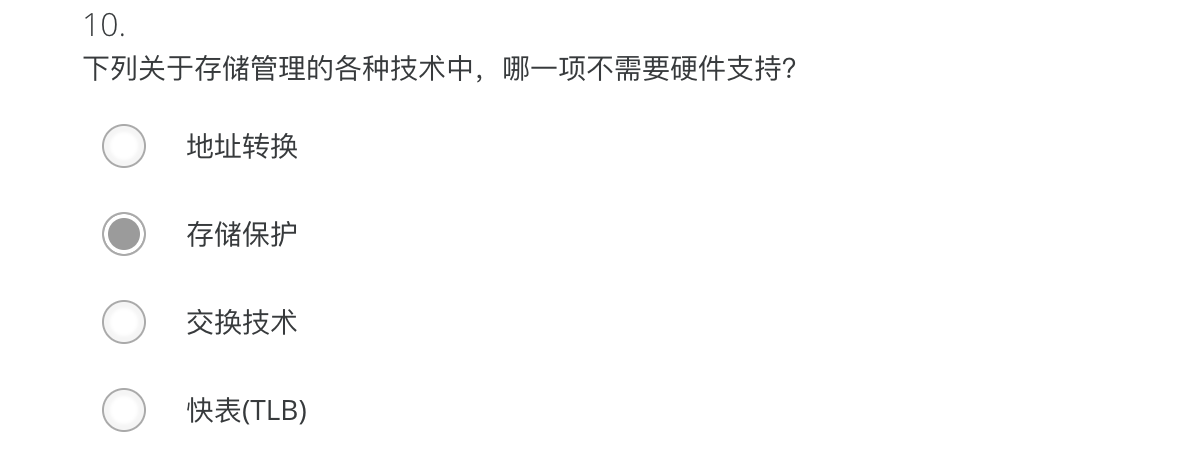 10.
下列关于存储管理的各种技术中，哪一项不需要硬件支持?
地址转换
存储保护
交换技术
快表(TLB)